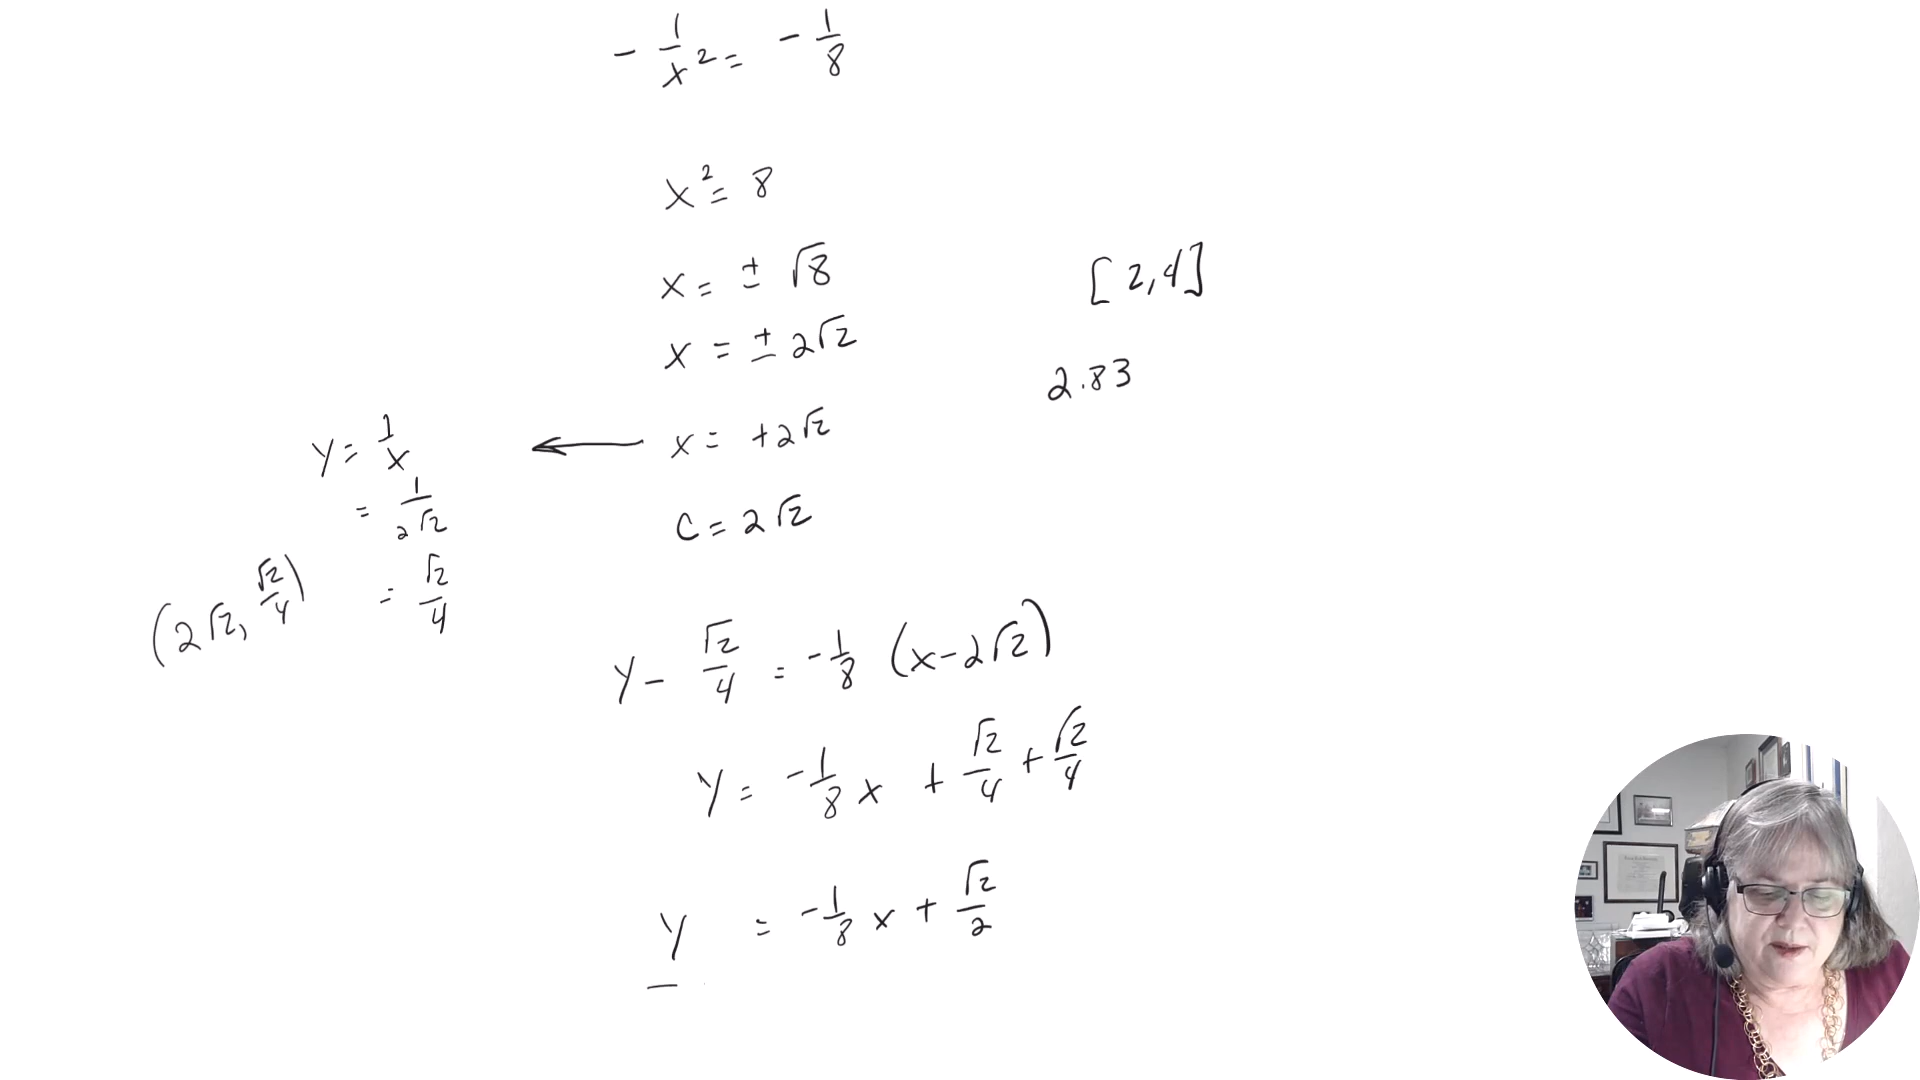 - 1/x² = - 1/8
x² = 8
x = ± √8
[2,4]
x = ± 2√2
2.83
x = +2√2
y = 1/x
= 1/2√2
c = 2√2
= √2/4
(2√2, √2/4)
y - √2/4 = -1/8 (x-2√2)
y = -1/8 x + √2/4 + √2/4
y = -1/8 x + √2/2